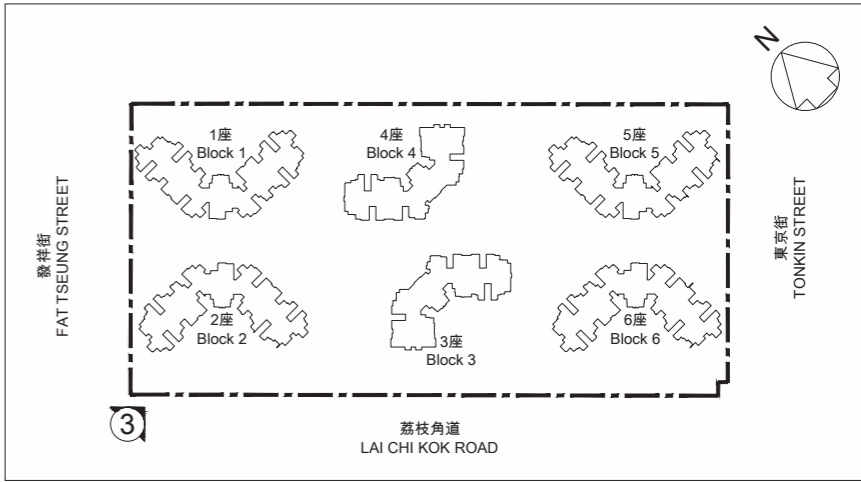 N
1座
Block 1
4座
Block 4
5座
Block 5
發祥街
FAT TSEUNG STREET
東京街
TONKIN STREET
2座
Block 2
3座
Block 3
6座
Block 6
3
荔枝角道
LAI CHI KOK ROAD